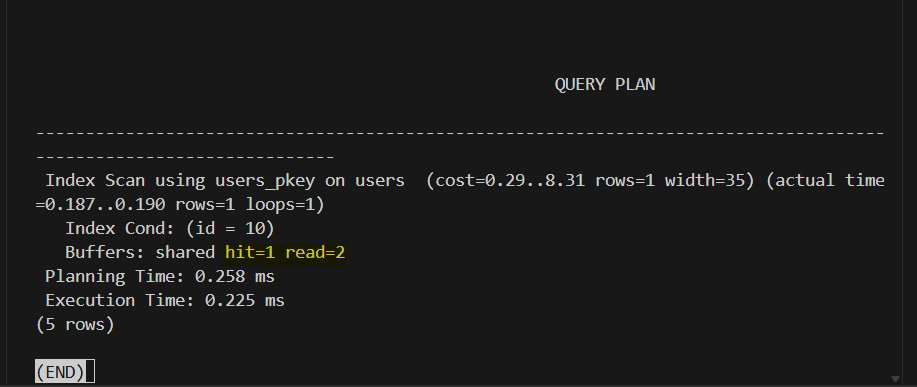 QUERY PLAN
-------------------------------------------------------------------------------------
------------------------------
Index Scan using users_pkey on users  (cost=0.29..8.31 rows=1 width=35) (actual time
=0.187..0.190 rows=1 loops=1)
Index Cond: (id = 10)
Buffers: shared hit=1 read=2
Planning Time: 0.258 ms
Execution Time: 0.225 ms
(5 rows)
(END)